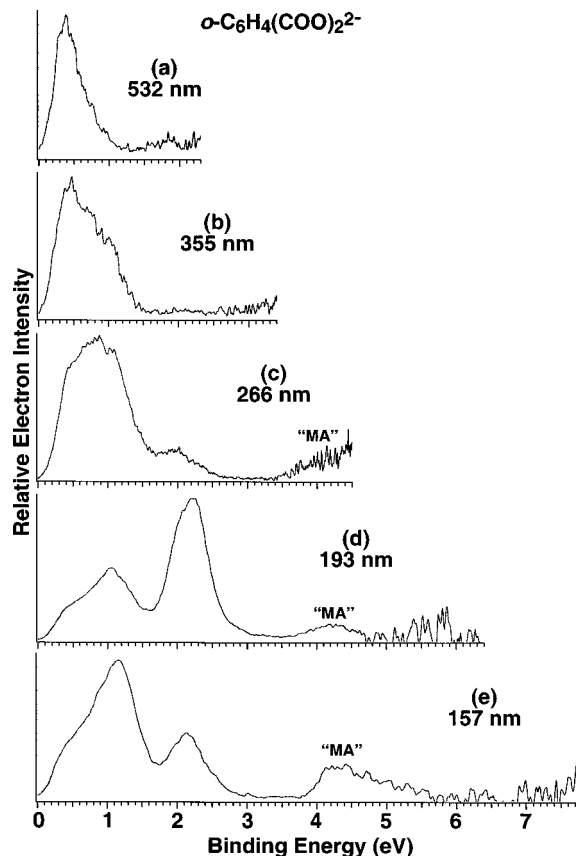 o-C6H4(COO)2²⁻
(a)
532 nm
(b)
355 nm
(c)
266 nm
"MA"
(d)
193 nm
"MA"
(e)
157 nm
"MA"
Relative Electron Intensity
0 1 2 3 4 5 6 7
Binding Energy (eV)